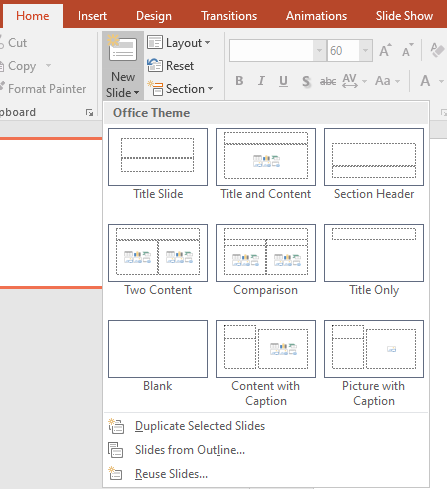 Home Insert Design Transitions Animations Slide Show
Cut
Copy
Format Painter
pboard
New
Slide
Layout
Reset
Section
60
B I U S abc AV Aa A
Office Theme
Title Slide Title and Content Section Header
Two Content Comparison Title Only
Blank Content with Caption Picture with Caption
Duplicate Selected Slides
Slides from Outline...
Reuse Slides...